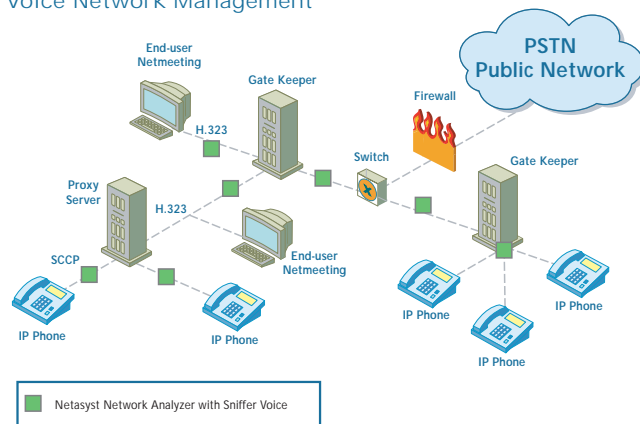 Voice Network Management
PSTN
Public Network
End-user
Netmeeting
Gate Keeper
Firewall
H.323
Switch
Gate Keeper
Proxy
Server
H.323
End-user
Netmeeting
SCCP
IP Phone
IP Phone
IP Phone
IP Phone
IP Phone
Netasyst Network Analyzer with Sniffer Voice